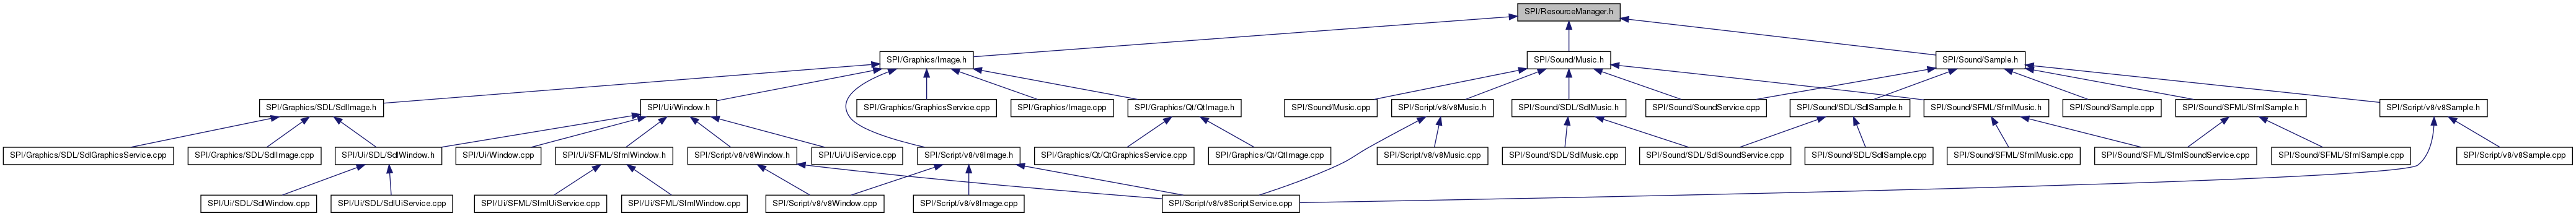 SPI/ResourceManager.h
SPI/Graphics/Image.h
SPI/Sound/Music.h
SPI/Sound/Sample.h
SPI/Graphics/SDL/SdlImage.h
SPI/Ui/Window.h
SPI/Graphics/GraphicsService.cpp
SPI/Graphics/Image.cpp
SPI/Graphics/Qt/QtImage.h
SPI/Sound/Music.cpp
SPI/Script/v8/v8Music.h
SPI/Sound/SDL/SdlMusic.h
SPI/Sound/SoundService.cpp
SPI/Sound/SDL/SdlSample.h
SPI/Sound/SFML/SfmlMusic.h
SPI/Sound/Sample.cpp
SPI/Sound/SFML/SfmlSample.h
SPI/Script/v8/v8Sample.h
SPI/Graphics/SDL/SdlGraphicsService.cpp
SPI/Graphics/SDL/SdlImage.cpp
SPI/Ui/SDL/SdlWindow.h
SPI/Ui/Window.cpp
SPI/Ui/SFML/SfmlWindow.h
SPI/Script/v8/v8Window.h
SPI/Ui/UiService.cpp
SPI/Script/v8/v8Image.h
SPI/Graphics/Qt/QtGraphicsService.cpp
SPI/Graphics/Qt/QtImage.cpp
SPI/Script/v8/v8Music.cpp
SPI/Sound/SDL/SdlMusic.cpp
SPI/Sound/SDL/SdlSoundService.cpp
SPI/Sound/SDL/SdlSample.cpp
SPI/Sound/SFML/SfmlMusic.cpp
SPI/Sound/SFML/SfmlSoundService.cpp
SPI/Sound/SFML/SfmlSample.cpp
SPI/Script/v8/v8Sample.cpp
SPI/Ui/SDL/SdlWindow.cpp
SPI/Ui/SDL/SdlUiService.cpp
SPI/Ui/SFML/SfmlUiService.cpp
SPI/Ui/SFML/SfmlWindow.cpp
SPI/Script/v8/v8Window.cpp
SPI/Script/v8/v8Image.cpp
SPI/Script/v8/v8ScriptService.cpp